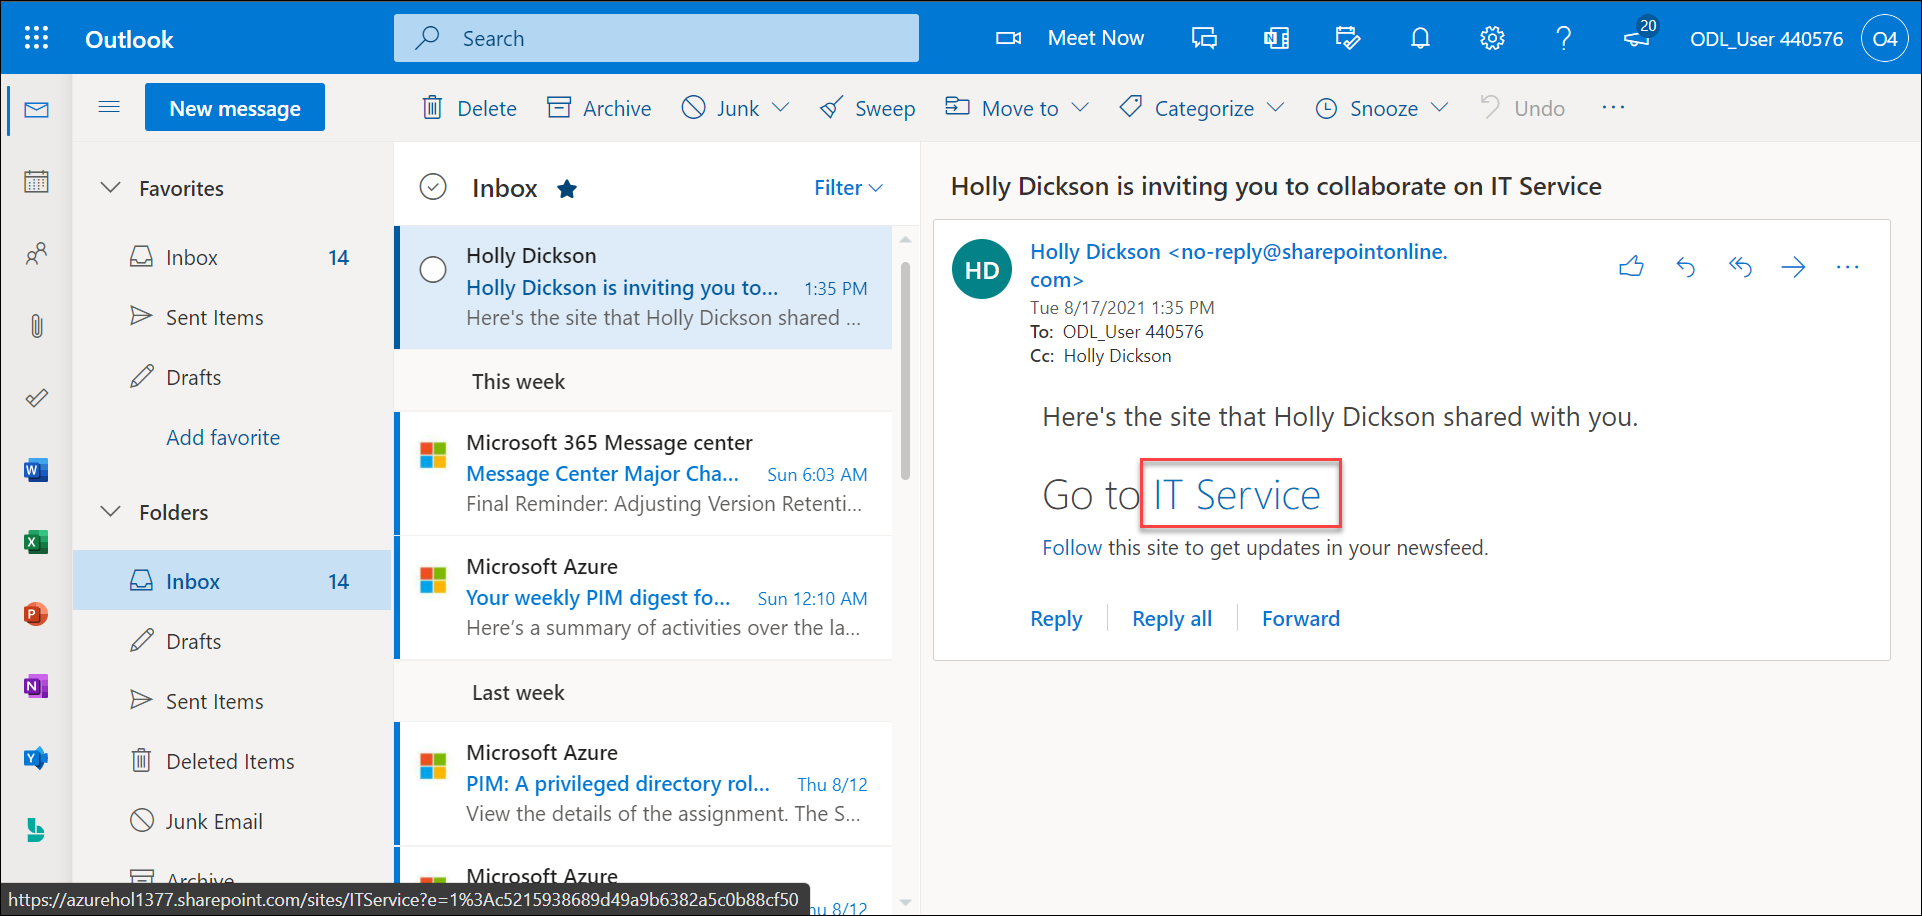 Outlook
Search
Meet Now
20
ODL_User 440576
O4
New message
Delete
Archive
Junk
Sweep
Move to
Categorize
Snooze
Undo
Favorites
Inbox 14
Sent Items
Drafts
Add favorite
Folders
Inbox 14
Drafts
Sent Items
Deleted Items
Junk Email
Archive
Inbox
Filter
Holly Dickson
Holly Dickson is inviting you to... 1:35 PM
Here's the site that Holly Dickson shared ...
This week
Microsoft 365 Message center
Message Center Major Cha... Sun 6:03 AM
Final Reminder: Adjusting Version Retenti...
Microsoft Azure
Your weekly PIM digest fo... Sun 12:10 AM
Here's a summary of activities over the la...
Last week
Microsoft Azure
PIM: A privileged directory rol... Thu 8/12
View the details of the assignment. The S...
Microsoft Azure
Thu 8/12
Holly Dickson is inviting you to collaborate on IT Service
HD
Holly Dickson <no-reply@sharepointonline.
com>
Tue 8/17/2021 1:35 PM
To: ODL_User 440576
Cc: Holly Dickson
Here's the site that Holly Dickson shared with you.
Go to IT Service
Follow this site to get updates in your newsfeed.
Reply
Reply all
Forward
https://azurehol1377.sharepoint.com/sites/ITService?e=1%3Ac5215938689d49a9b6382a5c0b88cf50